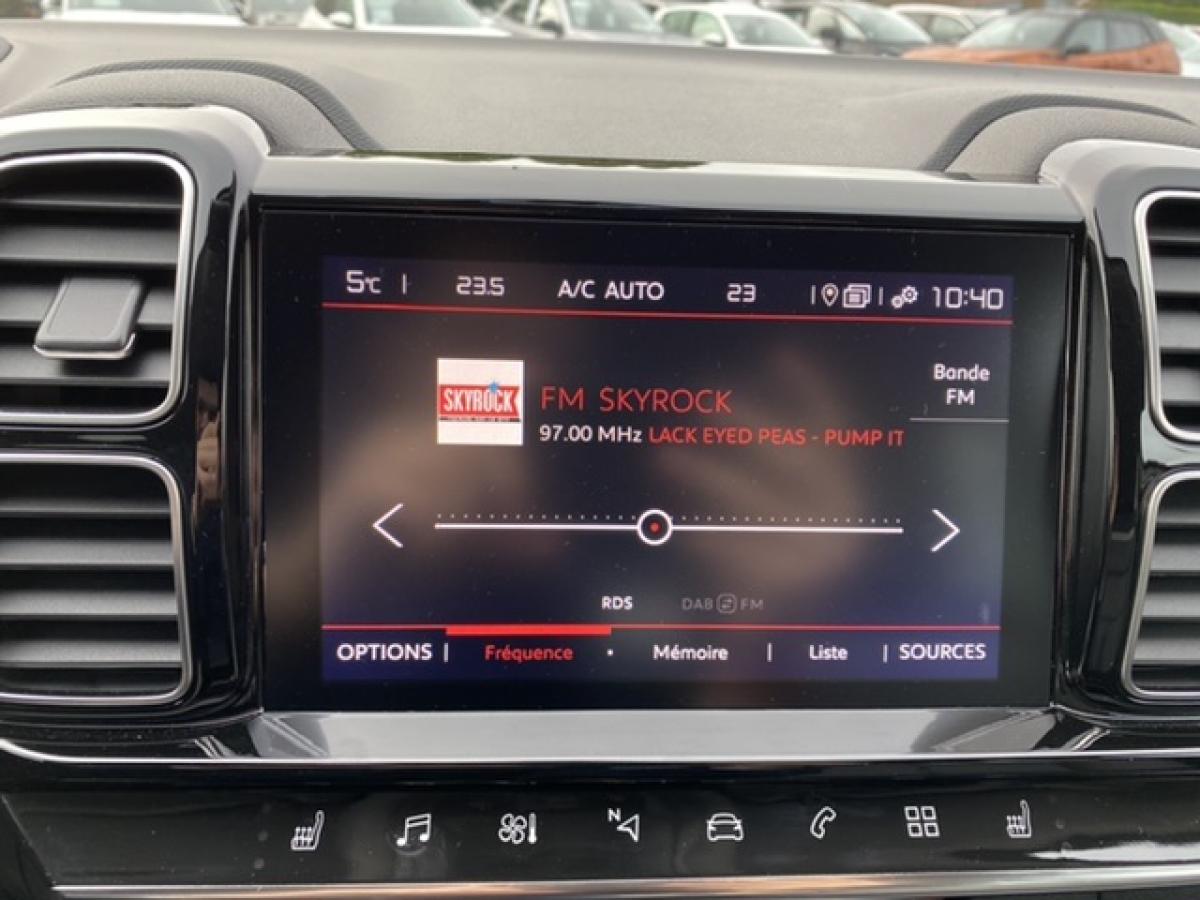 5°C | 23.5 A/C AUTO 23 | | 10:40
SKYROCK
Bande
FM
FM SKYROCK
97.00 MHz LACK EYED PEAS - PUMP IT
RDS DAB FM
OPTIONS | Fréquence • Mémoire | Liste | SOURCES
N